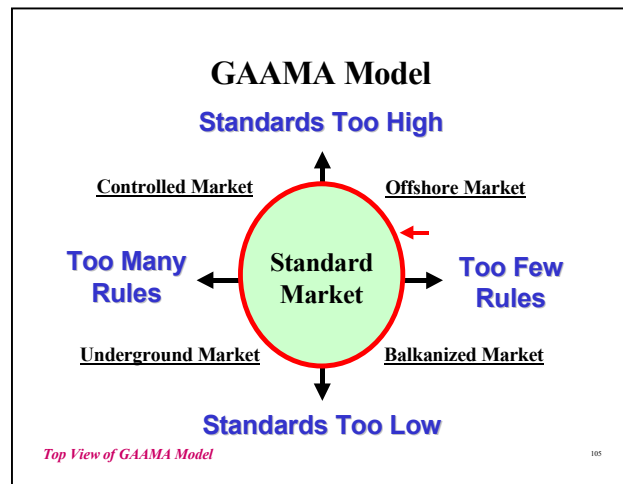 GAAMA Model
Standards Too High
Controlled Market
Offshore Market
Too Many
Rules
Standard
Market
Too Few
Rules
Underground Market
Balkanized Market
Standards Too Low
Top View of GAAMA Model
105